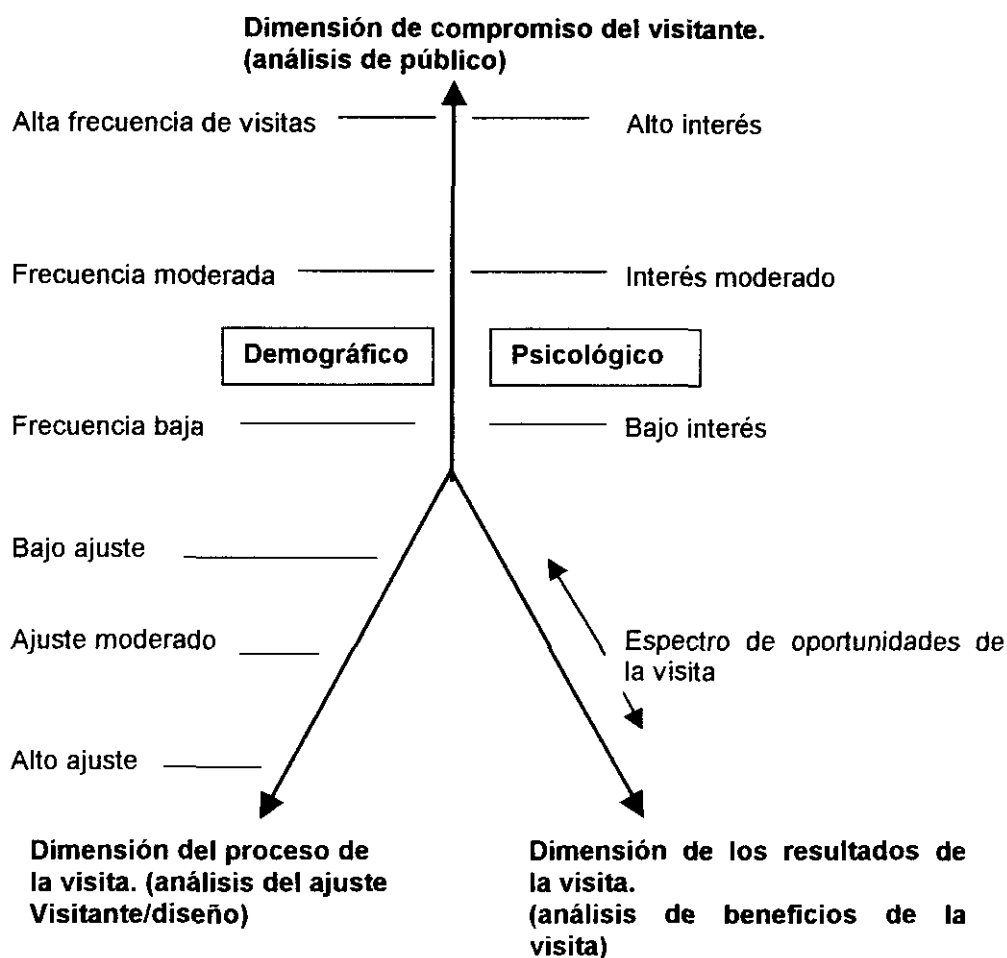 Dimensión de compromiso del visitante.
(análisis de público)
Alta frecuencia de visitas
Alto interés
Frecuencia moderada
Interés moderado
Demográfico
Psicológico
Frecuencia baja
Bajo interés
Bajo ajuste
Ajuste moderado
Espectro de oportunidades de
la visita
Alto ajuste
Dimensión del proceso de
la visita. (análisis del ajuste
Visitante/diseño)
Dimensión de los resultados de
la visita.
(análisis de beneficios de la
visita)